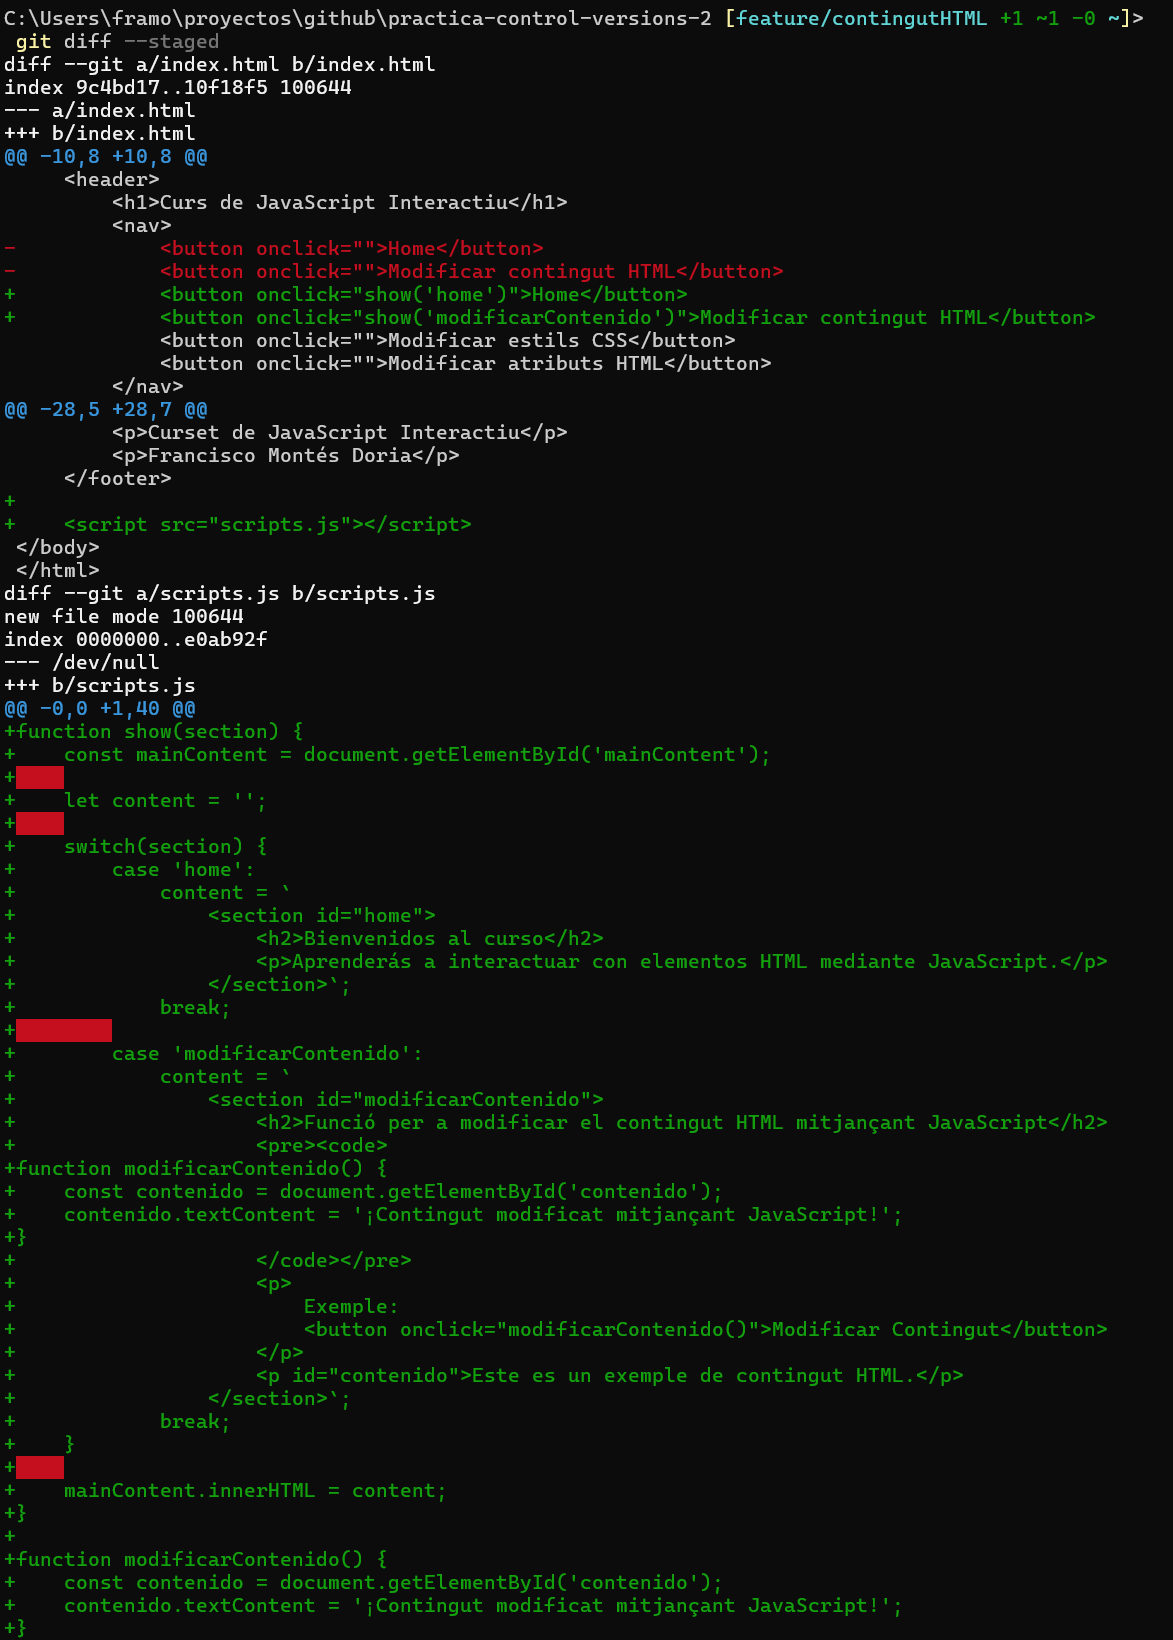 C:\Users\framo\proyectos\github\practica-control-versions-2 [feature/contingutHTML +1 ~1 -0 ~]>
 git diff --staged
diff --git a/index.html b/index.html
index 9c4bd17..10f18f5 100644
--- a/index.html
+++ b/index.html
@@ -10,8 +10,8 @@
     <header>
         <h1>Curs de JavaScript Interactiu</h1>
         <nav>
-            <button onclick="">Home</button>
-            <button onclick="">Modificar contingut HTML</button>
+            <button onclick="show('home')">Home</button>
+            <button onclick="show('modificarContenido')">Modificar contingut HTML</button>
             <button onclick="">Modificar estils CSS</button>
             <button onclick="">Modificar atributs HTML</button>
         </nav>
@@ -28,5 +28,7 @@
         <p>Curset de JavaScript Interactiu</p>
         <p>Francisco Montés Doria</p>
     </footer>
+
+    <script src="scripts.js"></script>
 </body>
 </html>
diff --git a/scripts.js b/scripts.js
new file mode 100644
index 0000000..e0ab92f
--- /dev/null
+++ b/scripts.js
@@ -0,0 +1,40 @@
+function show(section) {
+    const mainContent = document.getElementById('mainContent');
+
+    let content = '';
+
+    switch(section) {
+        case 'home':
+            content = `
+                <section id="home">
+                    <h2>Bienvenidos al curso</h2>
+                    <p>Aprenderás a interactuar con elementos HTML mediante JavaScript.</p>
+                </section>`;
+            break;
+
+        case 'modificarContenido':
+            content = `
+                <section id="modificarContenido">
+                    <h2>Funció per a modificar el contingut HTML mitjançant JavaScript</h2>
+                    <pre><code>
+function modificarContenido() {
+    const contenido = document.getElementById('contenido');
+    contenido.textContent = '¡Contingut modificat mitjançant JavaScript!';
+}
+                    </code></pre>
+                    <p>
+                        Exemple:
+                        <button onclick="modificarContenido()">Modificar Contingut</button>
+                    </p>
+                    <p id="contenido">Este es un exemple de contingut HTML.</p>
+                </section>`;
+            break;
+    }
+
+    mainContent.innerHTML = content;
+}
+
+function modificarContenido() {
+    const contenido = document.getElementById('contenido');
+    contenido.textContent = '¡Contingut modificat mitjançant JavaScript!';
+}